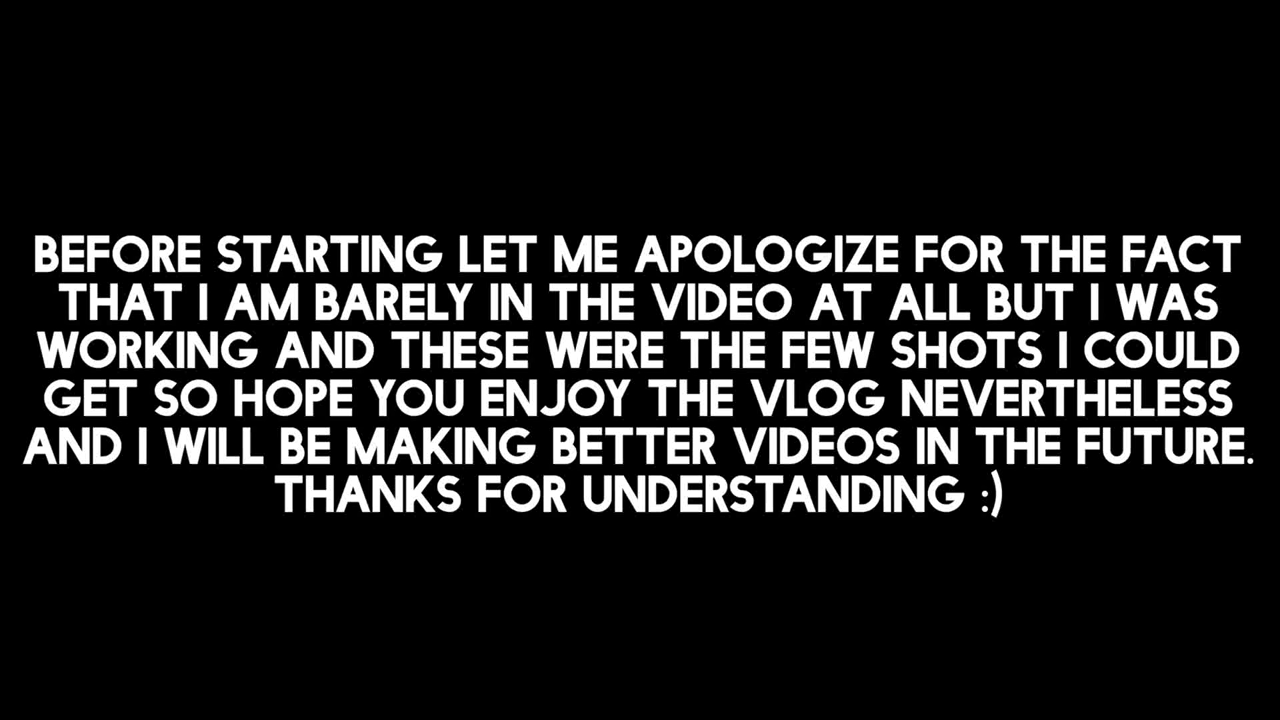 BEFORE STARTING LET ME APOLOGIZE FOR THE FACT
THAT I AM BARELY IN THE VIDEO AT ALL BUT I WAS
WORKING AND THESE WERE THE FEW SHOTS I COULD
GET SO HOPE YOU ENJOY THE VLOG NEVERTHELESS
AND I WILL BE MAKING BETTER VIDEOS IN THE FUTURE.
THANKS FOR UNDERSTANDING :)